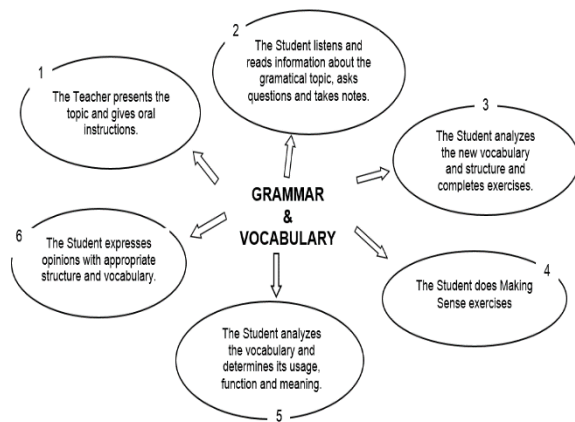 1
The Teacher presents the
topic and gives oral
instructions.
2
The Student listens and
reads information about the
gramatical topic, asks
questions and takes notes.
3
The Student analyzes
the new vocabulary
and structure and
completes exercises.
4
The Student does Making
Sense exercises
5
The Student analyzes
the vocabulary and
determines its usage,
function and meaning.
6
The Student expresses
opinions with appropriate
structure and vocabulary.
GRAMMAR
&
VOCABULARY